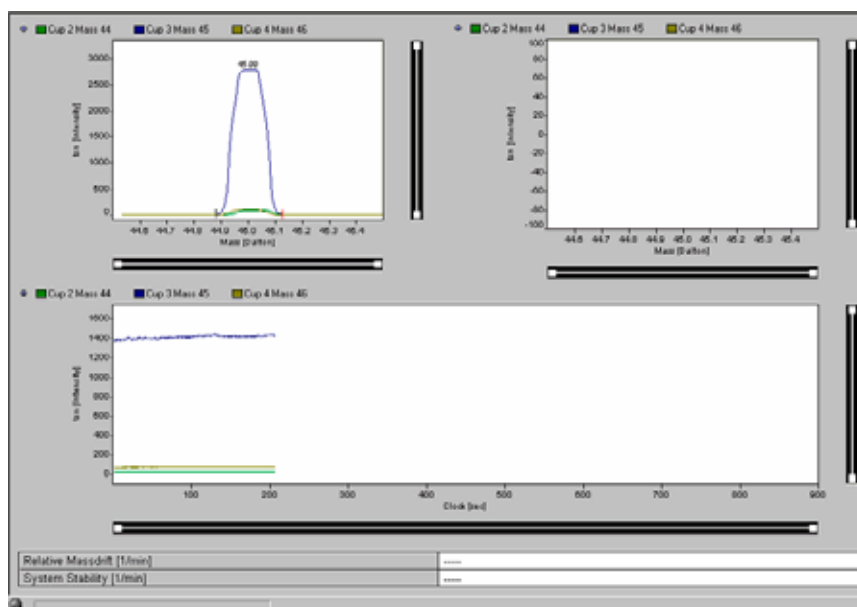 Cup 2 Mass 44 Cup 3 Mass 45 Cup 4 Mass 46
3000
2500
2000
1500
1000
500
0
44.6 44.7 44.8 44.9 45.0 45.1 45.2 45.3 45.4
Mass [Dalton]
Cup 2 Mass 44 Cup 3 Mass 45 Cup 4 Mass 46
100
80
60
40
20
0
-20
-40
-60
-80
-100
44.6 44.7 44.8 44.9 45.0 45.1 45.2 45.3 45.4
Mass [Dalton]
Cup 2 Mass 44 Cup 3 Mass 45 Cup 4 Mass 46
1600
1400
1200
1000
800
600
400
200
0
100 200 300 400 500 600 700 800 900
Clock [sec]
Relative Massdrift [1/min] -----
System Stability [1/min] -----